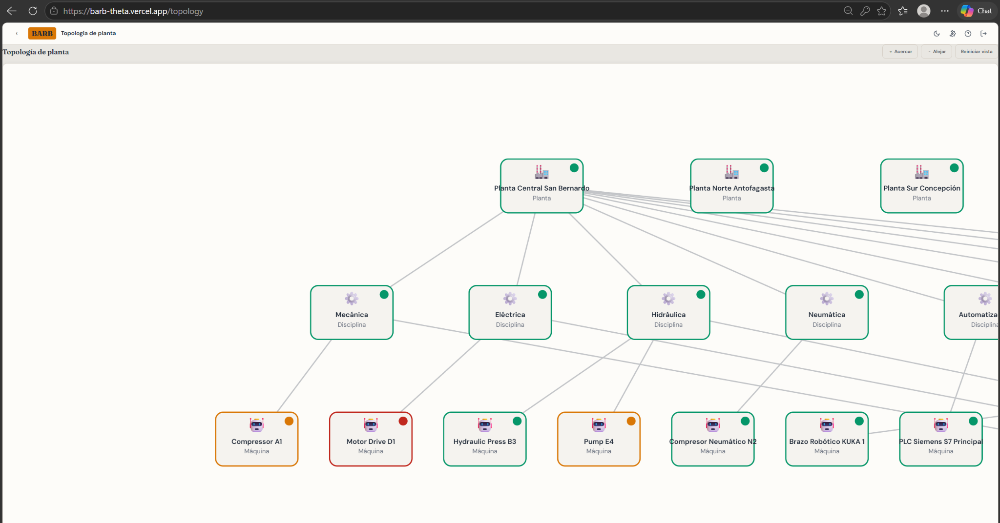 https://barb-theta.vercel.app/topology
Chat
‹ BARB Topología de planta
Topología de planta
+ Acercar
- Alejar
Reiniciar vista
Planta Central San Bernardo
Planta
Planta Norte Antofagasta
Planta
Planta Sur Concepción
Planta
Mecánica
Disciplina
Eléctrica
Disciplina
Hidráulica
Disciplina
Neumática
Disciplina
Automatiza
Disciplina
Compressor A1
Máquina
Motor Drive D1
Máquina
Hydraulic Press B3
Máquina
Pump E4
Máquina
Compresor Neumático N2
Máquina
Brazo Robótico KUKA 1
Máquina
PLC Siemens S7 Principal
Máquina